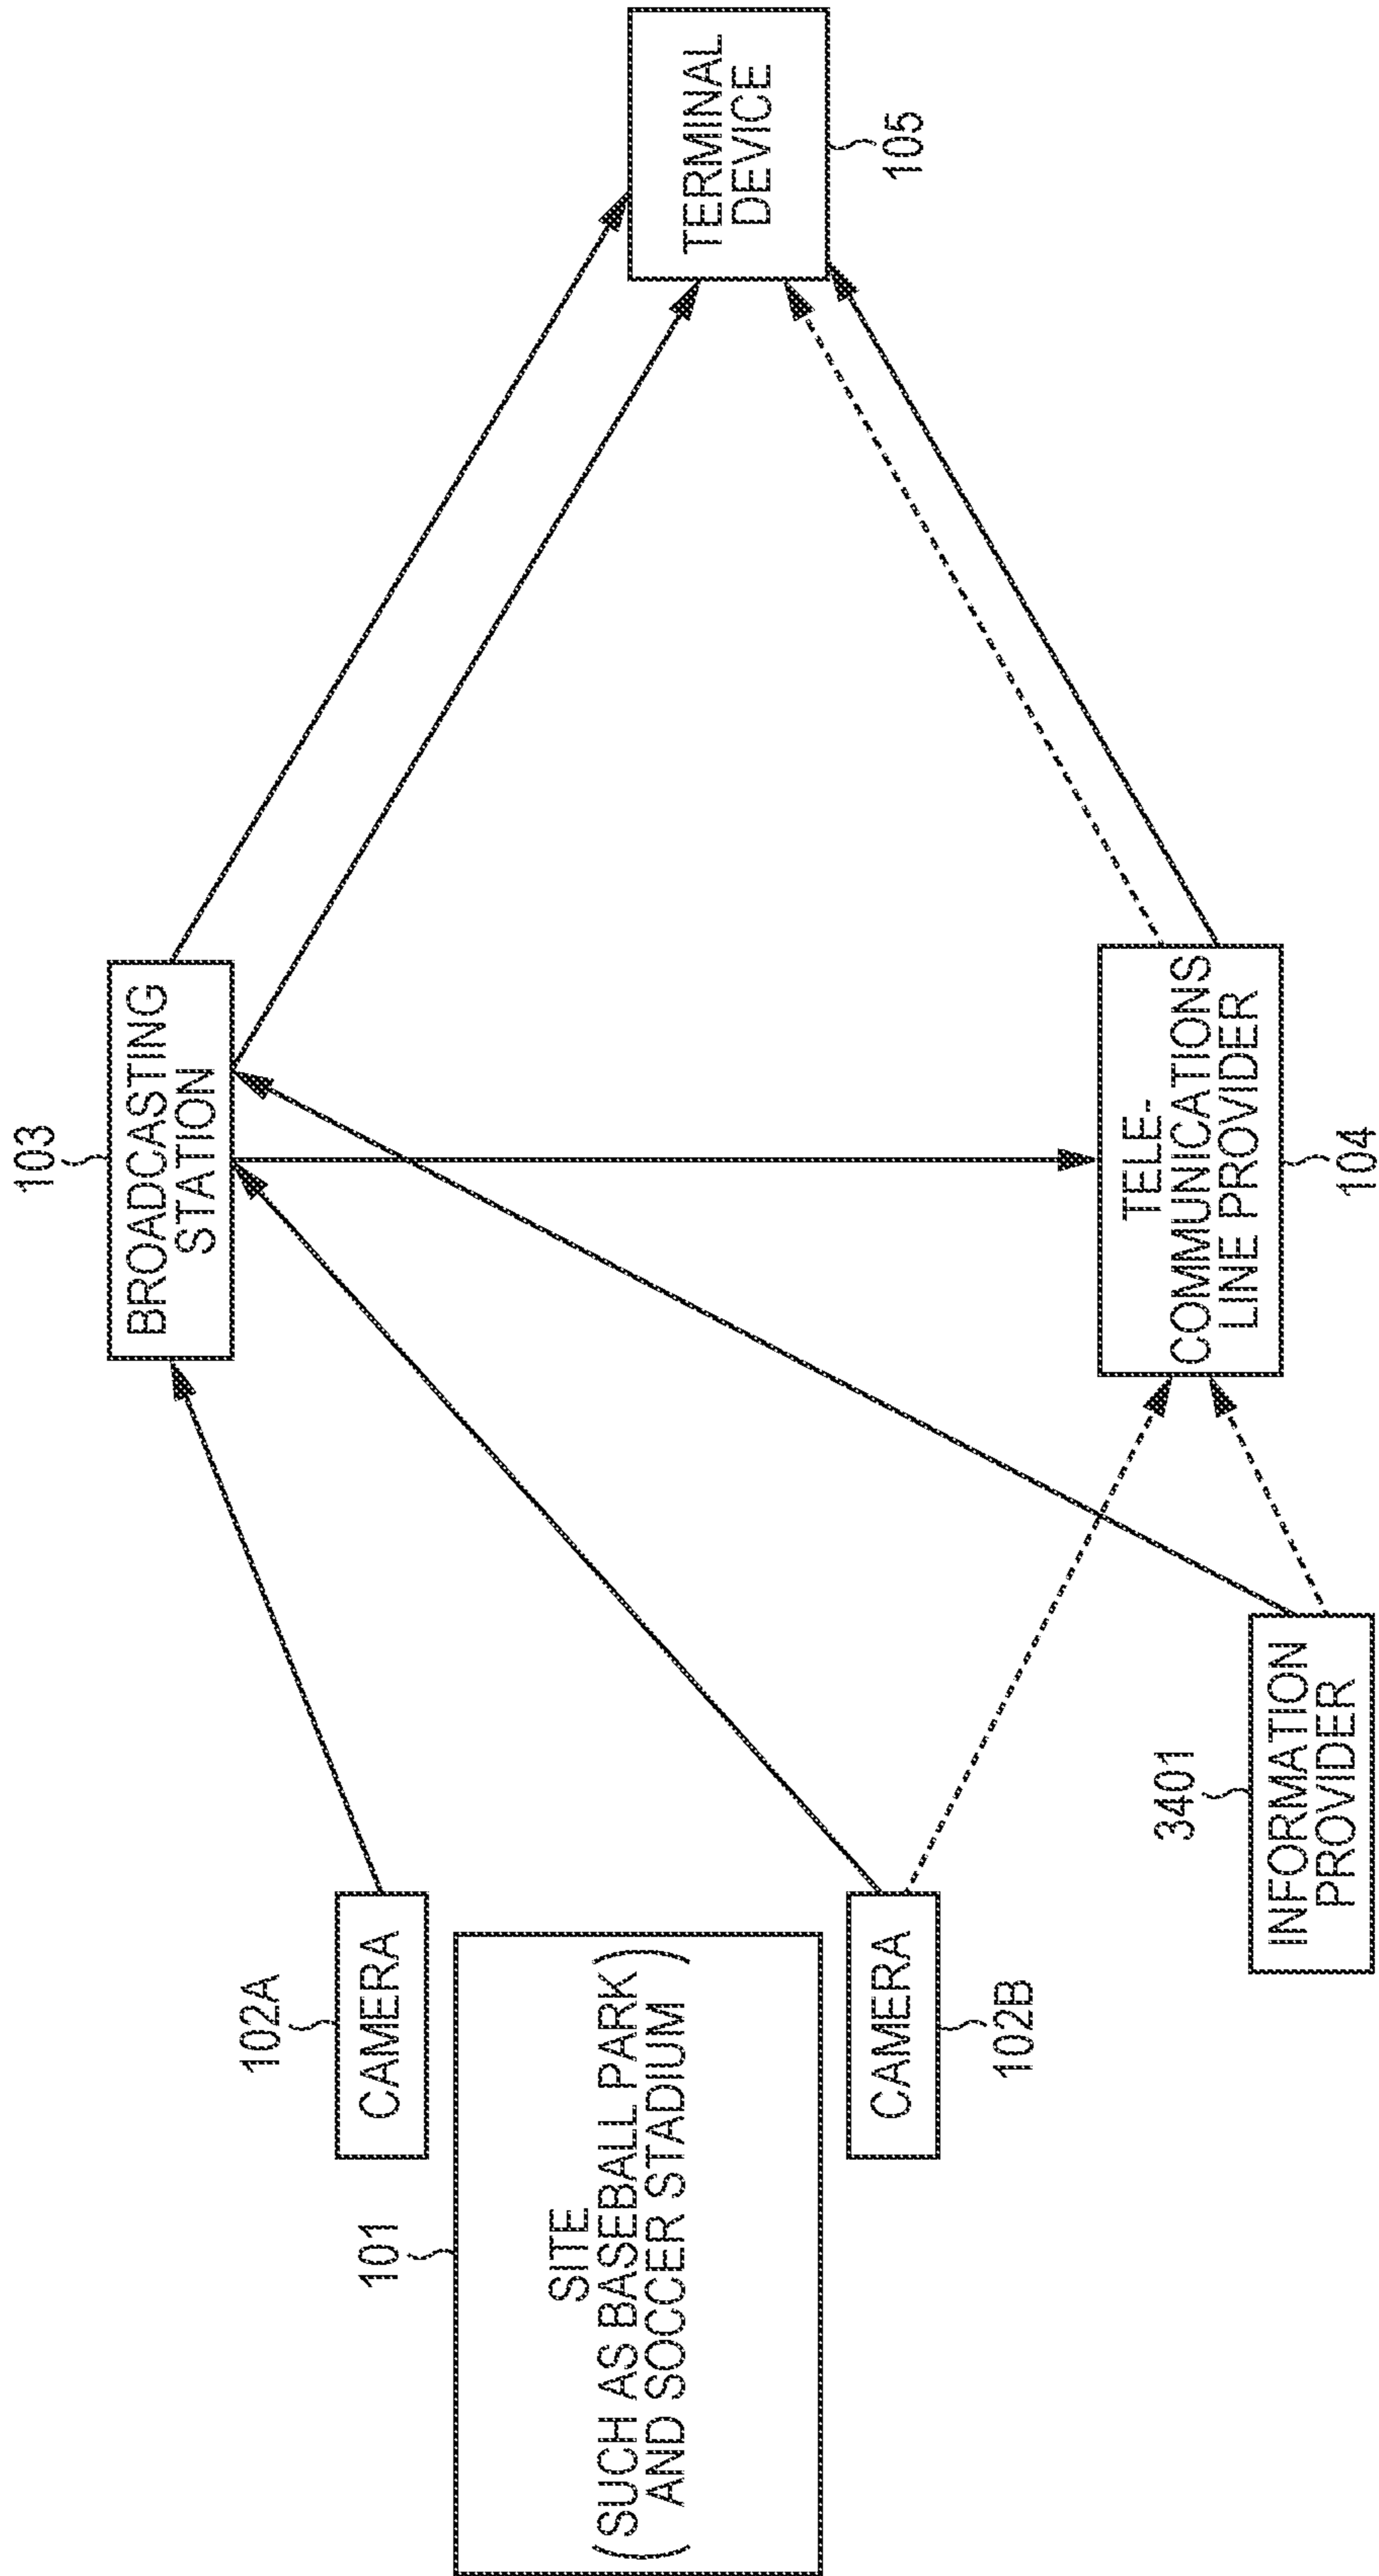 103
BROADCASTING
STATION
TERMINAL
DEVICE
105
102A
CAMERA
101
SITE
(SUCH AS BASEBALL PARK
AND SOCCER STADIUM)
CAMERA
102B
TELE-
COMMUNICATIONS
LINE PROVIDER
104
3401
INFORMATION
PROVIDER